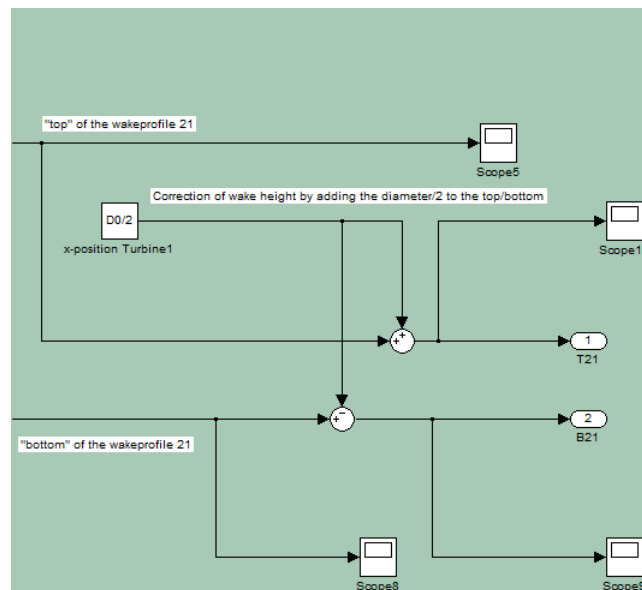 "top" of the wakeprofile 21
Scope5
Correction of wake height by adding the diameter/2 to the top/bottom
D0/2
x-position Turbine1
Scope1
+
+
1
T21
−
+
2
B21
"bottom" of the wakeprofile 21
Scope8
Scope9